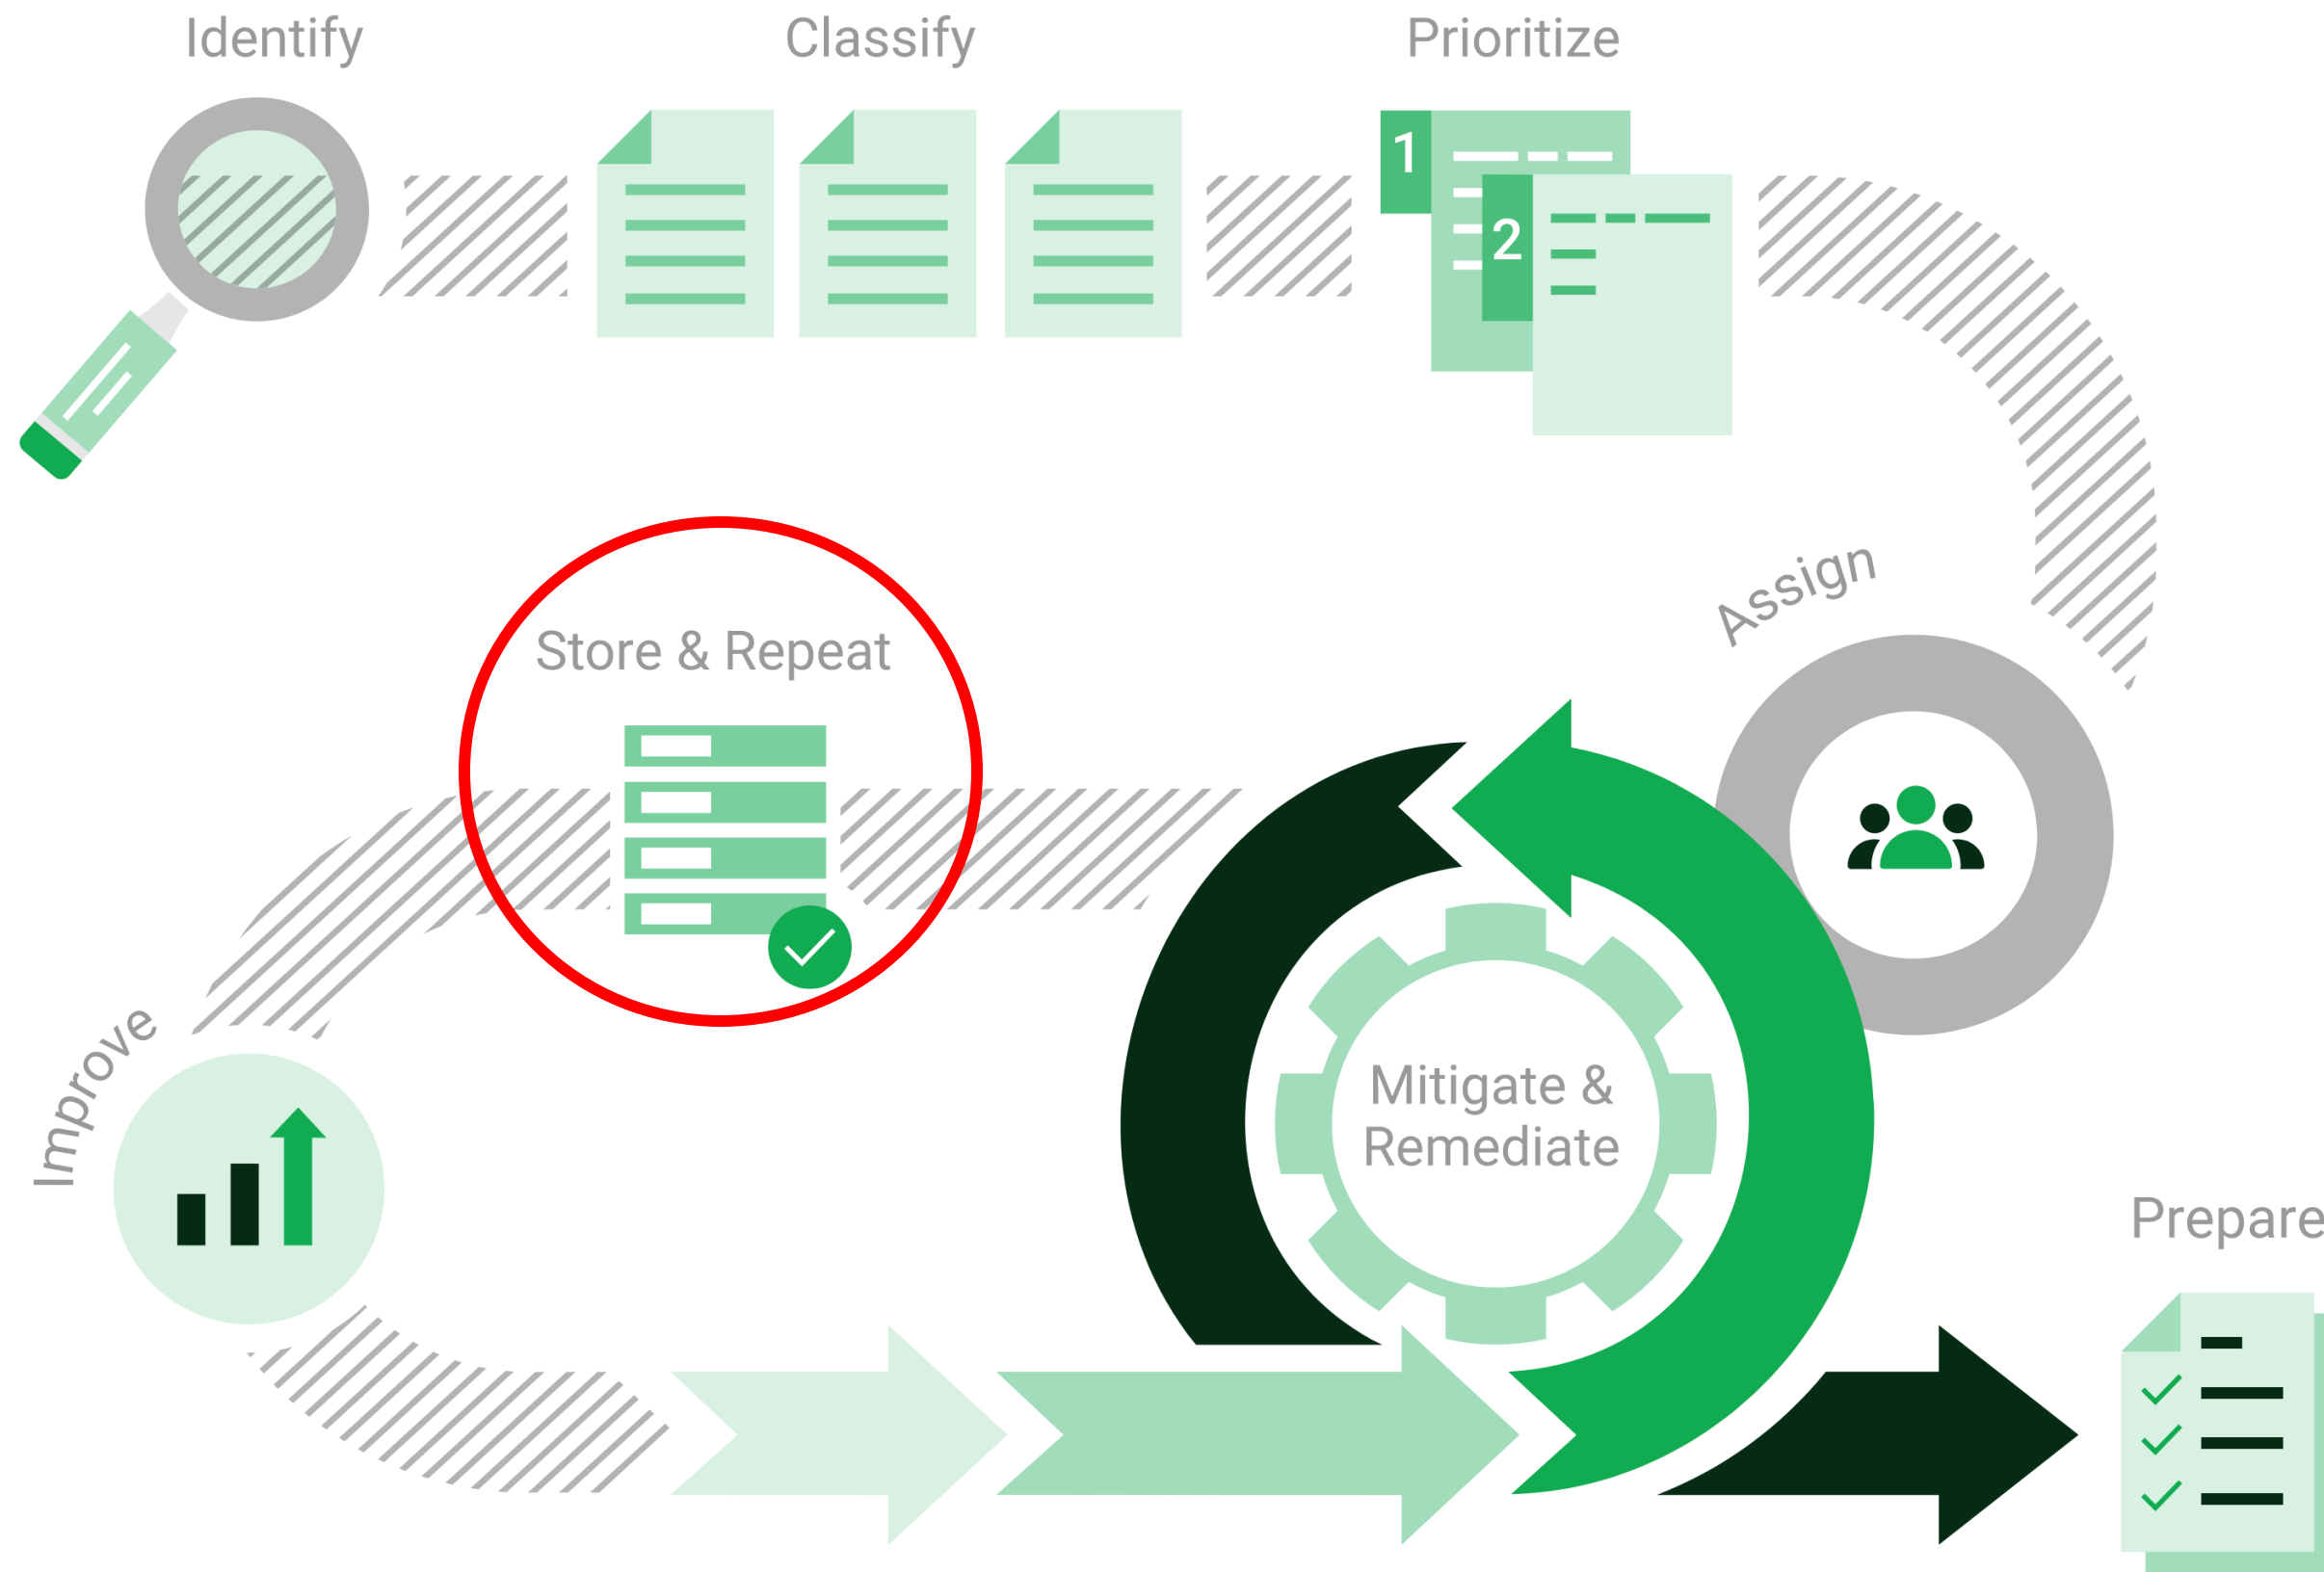 Identify
Classify
Prioritize
1
2
Assign
Store & Repeat
Improve
Mitigate &
Remediate
Prepare